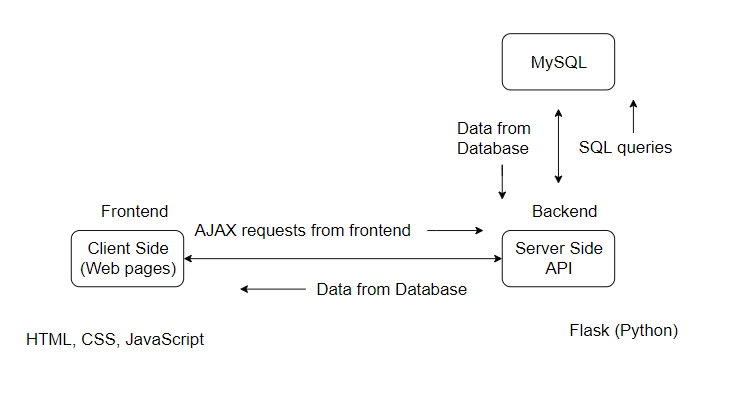 MySQL
Data from
Database
SQL queries
Frontend
Backend
AJAX requests from frontend
Client Side
(Web pages)
Server Side
API
Data from Database
HTML, CSS, JavaScript
Flask (Python)